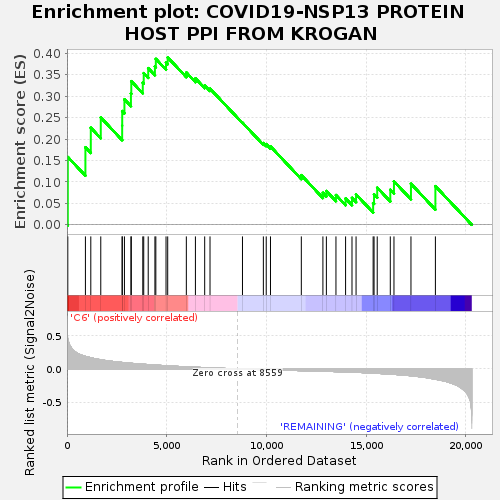 Enrichment plot: COVID19-NSP13 PROTEIN
HOST PPI FROM KROGAN
Enrichment score (ES)
0.40
0.35
0.30
0.25
0.20
0.15
0.10
0.05
0.00
'C6' (positively correlated)
Ranked list metric (Signal2Noise)
0.5
0.0
-0.5
Zero cross at 8559
'REMAINING' (negatively correlated)
0
5,000
10,000
15,000
20,000
Rank in Ordered Dataset
Enrichment profile
Hits
Ranking metric scores